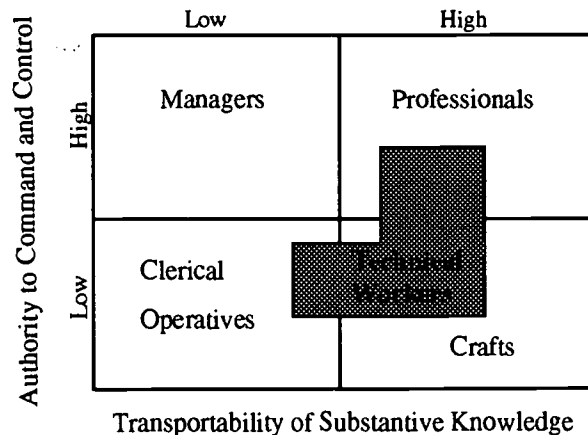 Low High
Authority to Command and Control
High
Managers Professionals
Low
Clerical
Operatives
Technical
Workers
Crafts
Transportability of Substantive Knowledge